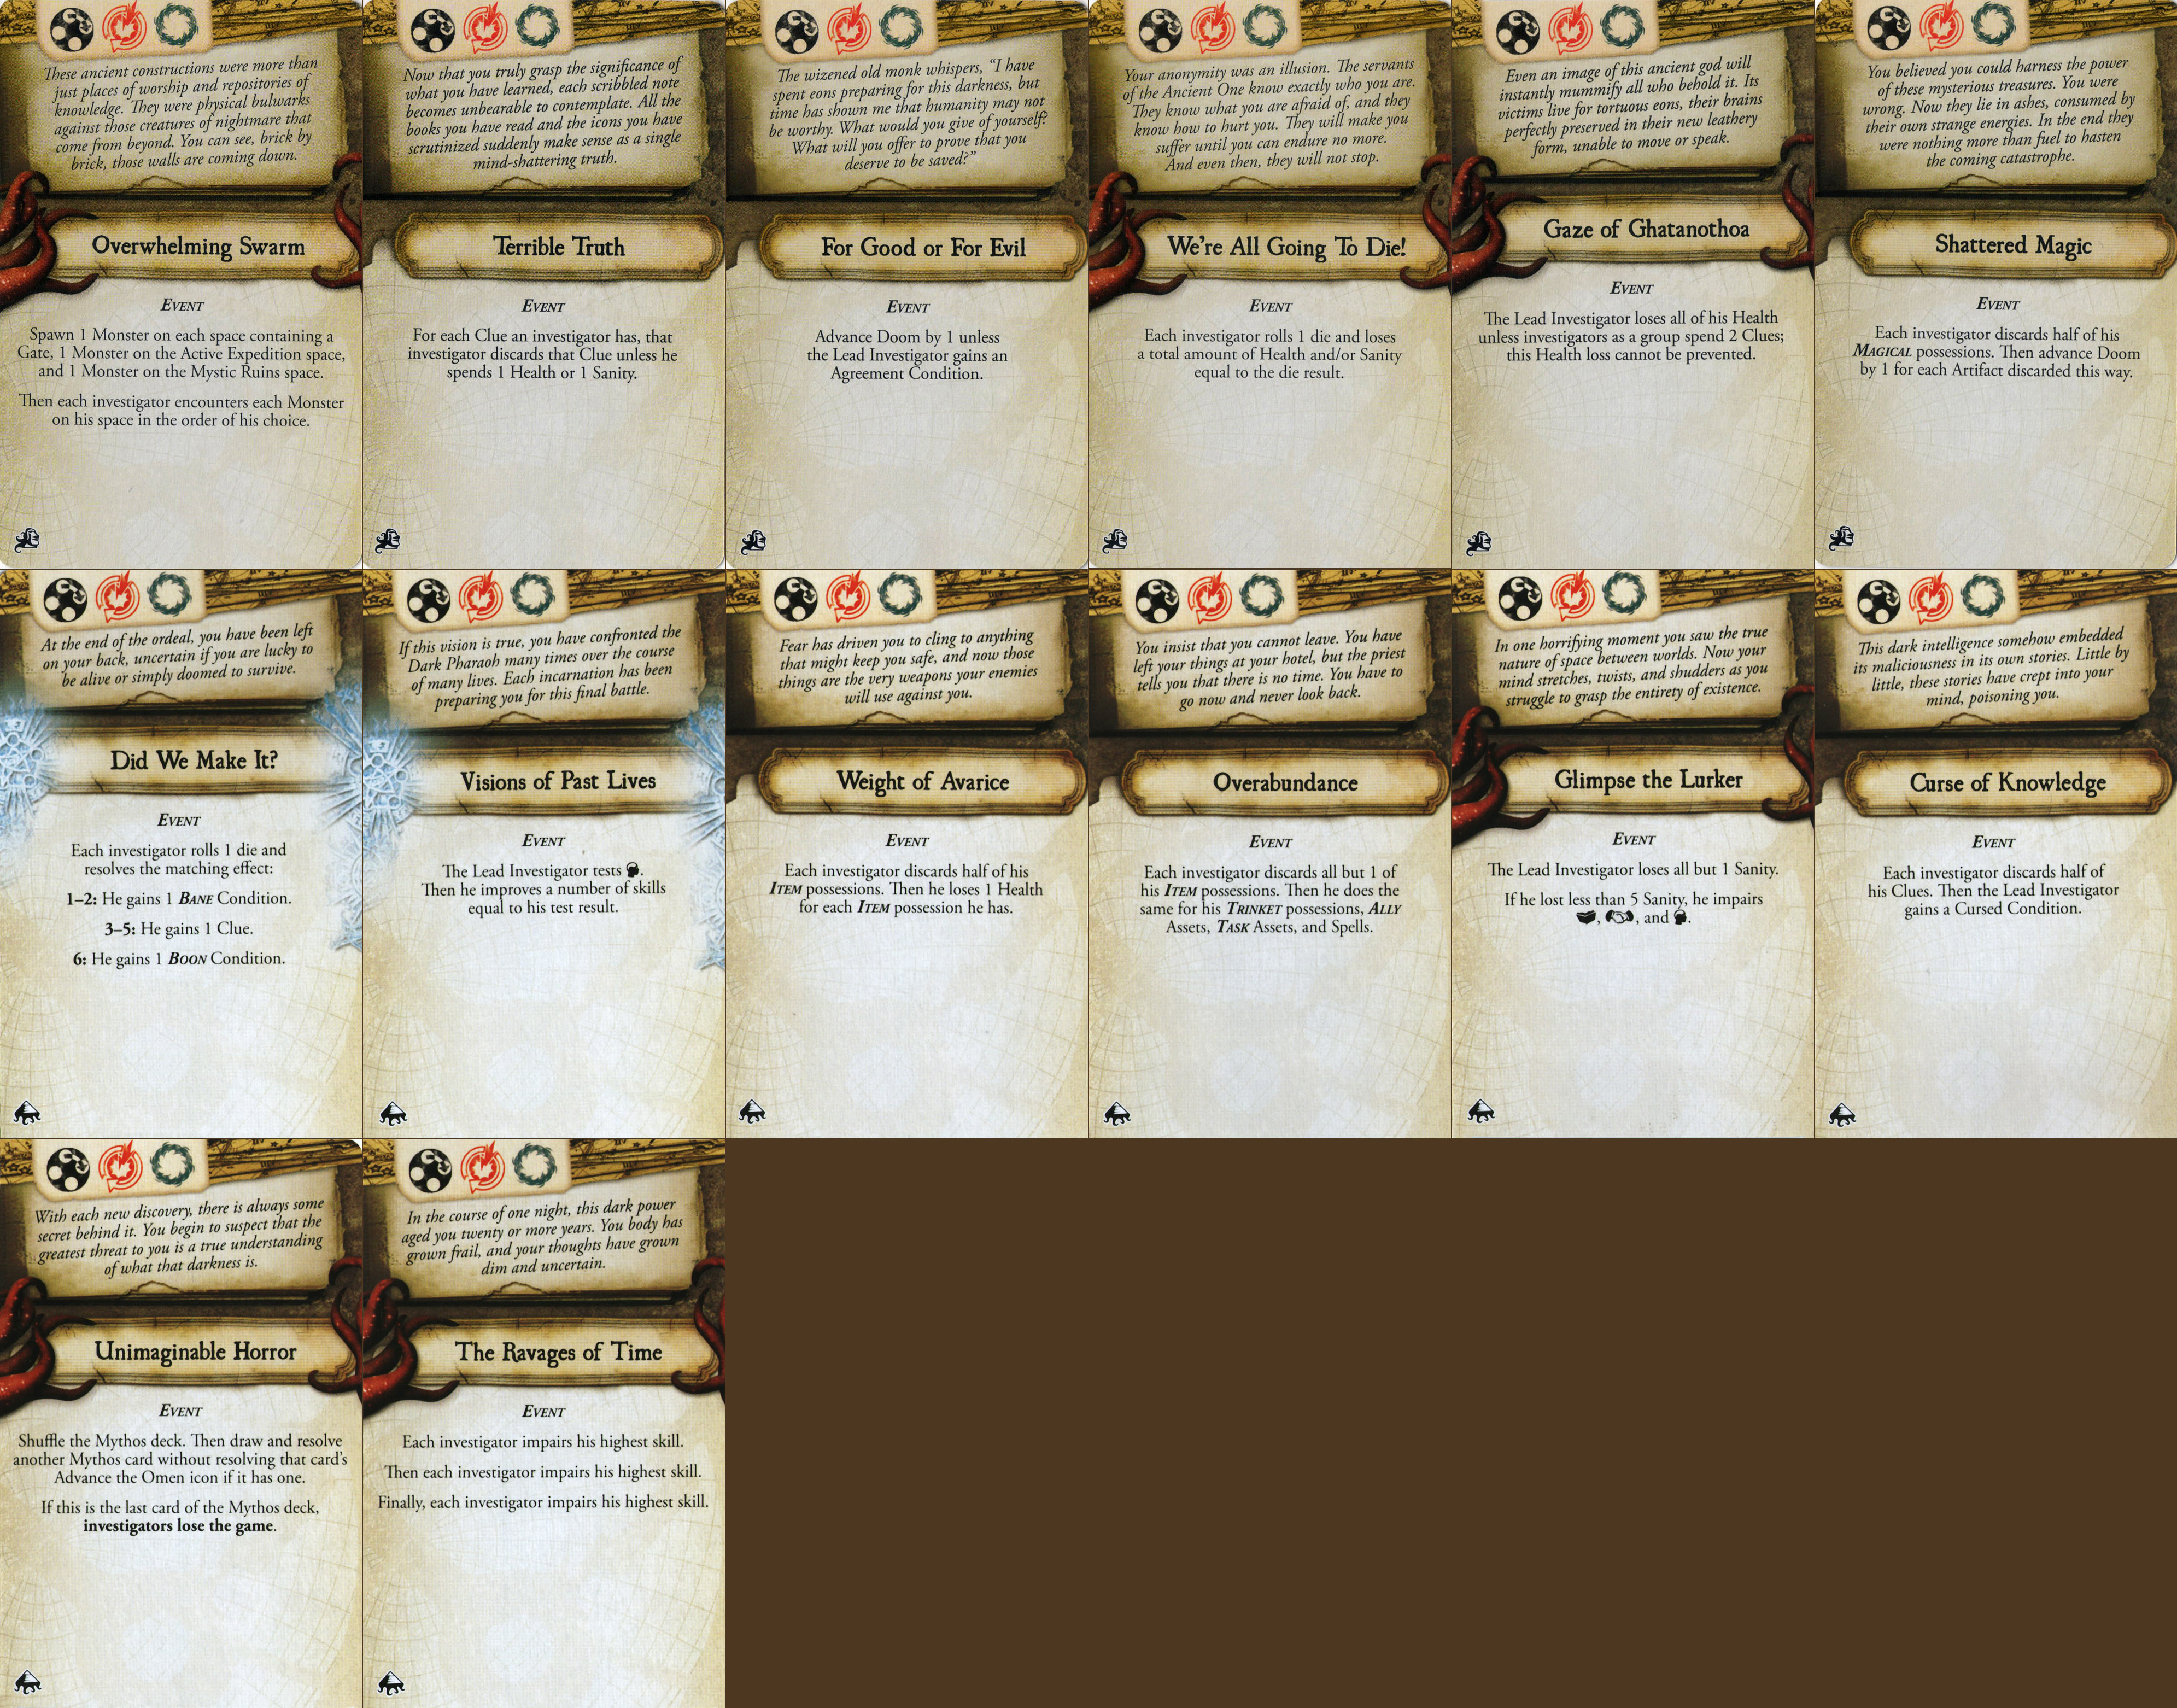 These ancient constructions were more than
just places of worship and repositories of
knowledge. They were physical bulwarks
against those creatures of nightmare that
come from beyond. You can see, brick by
brick, those walls are coming down.
Overwhelming Swarm
EVENT
Spawn 1 Monster on each space containing a
Gate, 1 Monster on the Active Expedition space,
and 1 Monster on the Mystic Ruins space.
Then each investigator encounters each Monster
on his space in the order of his choice.
Now that you truly grasp the significance of
what you have learned, each scribbled note
becomes unbearable to contemplate. All the
books you have read and the icons you have
scrutinized suddenly make sense as a single
mind-shattering truth.
Terrible Truth
EVENT
For each Clue an investigator has, that
investigator discards that Clue unless he
spends 1 Health or 1 Sanity.
The wizened old monk whispers, “I have
spent eons preparing for this darkness, but
time has shown me that humanity may not
be worthy. What would you give of yourself?
What will you offer to prove that you
deserve to be saved?”
For Good or For Evil
EVENT
Advance Doom by 1 unless
the Lead Investigator gains an
Agreement Condition.
Your anonymity was an illusion. The servants
of the Ancient One know exactly who you are.
They know what you are afraid of, and they
know how to hurt you. They will make you
suffer until you can endure no more.
And even then, they will not stop.
We're All Going To Die!
EVENT
Each investigator rolls 1 die and loses
a total amount of Health and/or Sanity
equal to the die result.
Even an image of this ancient god will
instantly mummify all who behold it. Its
victims live for tortuous eons, their brains
perfectly preserved in their new leathery
form, unable to move or speak.
Gaze of Ghatanothoa
EVENT
The Lead Investigator loses all of his Health
unless investigators as a group spend 2 Clues;
this Health loss cannot be prevented.
You believed you could harness the power
of these mysterious treasures. You were
wrong. Now they lie in ashes, consumed by
their own strange energies. In the end they
were nothing more than fuel to hasten
the coming catastrophe.
Shattered Magic
EVENT
Each investigator discards half of his
MAGICAL possessions. Then advance Doom
by 1 for each Artifact discarded this way.
At the end of the ordeal, you have been left
on your back, uncertain if you are lucky to
be alive or simply doomed to survive.
Did We Make It?
EVENT
Each investigator rolls 1 die and
resolves the matching effect:
1–2: He gains 1 BANE Condition.
3–5: He gains 1 Clue.
6: He gains 1 BOON Condition.
If this vision is true, you have confronted the
Dark Pharaoh many times over the course
of many lives. Each incarnation has been
preparing you for this final battle.
Visions of Past Lives
EVENT
The Lead Investigator tests .
Then he improves a number of skills
equal to his test result.
Fear has driven you to cling to anything
that might keep you safe, and now those
things are the very weapons your enemies
will use against you.
Weight of Avarice
EVENT
Each investigator discards half of his
ITEM possessions. Then he loses 1 Health
for each ITEM possession he has.
You insist that you cannot leave. You have
left your things at your hotel, but the priest
tells you that there is no time. You have to
go now and never look back.
Overabundance
EVENT
Each investigator discards all but 1 of
his ITEM possessions. Then he does the
same for his TRINKET possessions, ALLY
Assets, TASK Assets, and Spells.
In one horrifying moment you saw the true
nature of space between worlds. Now your
mind stretches, twists, and shudders as you
struggle to grasp the entirety of existence.
Glimpse the Lurker
EVENT
The Lead Investigator loses all but 1 Sanity.
If he lost less than 5 Sanity, he impairs
, , and .
This dark intelligence somehow embedded
its maliciousness in its own stories. Little by
little, these stories have crept into your
mind, poisoning you.
Curse of Knowledge
EVENT
Each investigator discards half of
his Clues. Then the Lead Investigator
gains a Cursed Condition.
With each new discovery, there is always some
secret behind it. You begin to suspect that the
greatest threat to you is a true understanding
of what that darkness is.
Unimaginable Horror
EVENT
Shuffle the Mythos deck. Then draw and resolve
another Mythos card without resolving that card's
Advance the Omen icon if it has one.
If this is the last card of the Mythos deck,
investigators lose the game.
In the course of one night, this dark power
aged you twenty or more years. You body has
grown frail, and your thoughts have grown
dim and uncertain.
The Ravages of Time
EVENT
Each investigator impairs his highest skill.
Then each investigator impairs his highest skill.
Finally, each investigator impairs his highest skill.